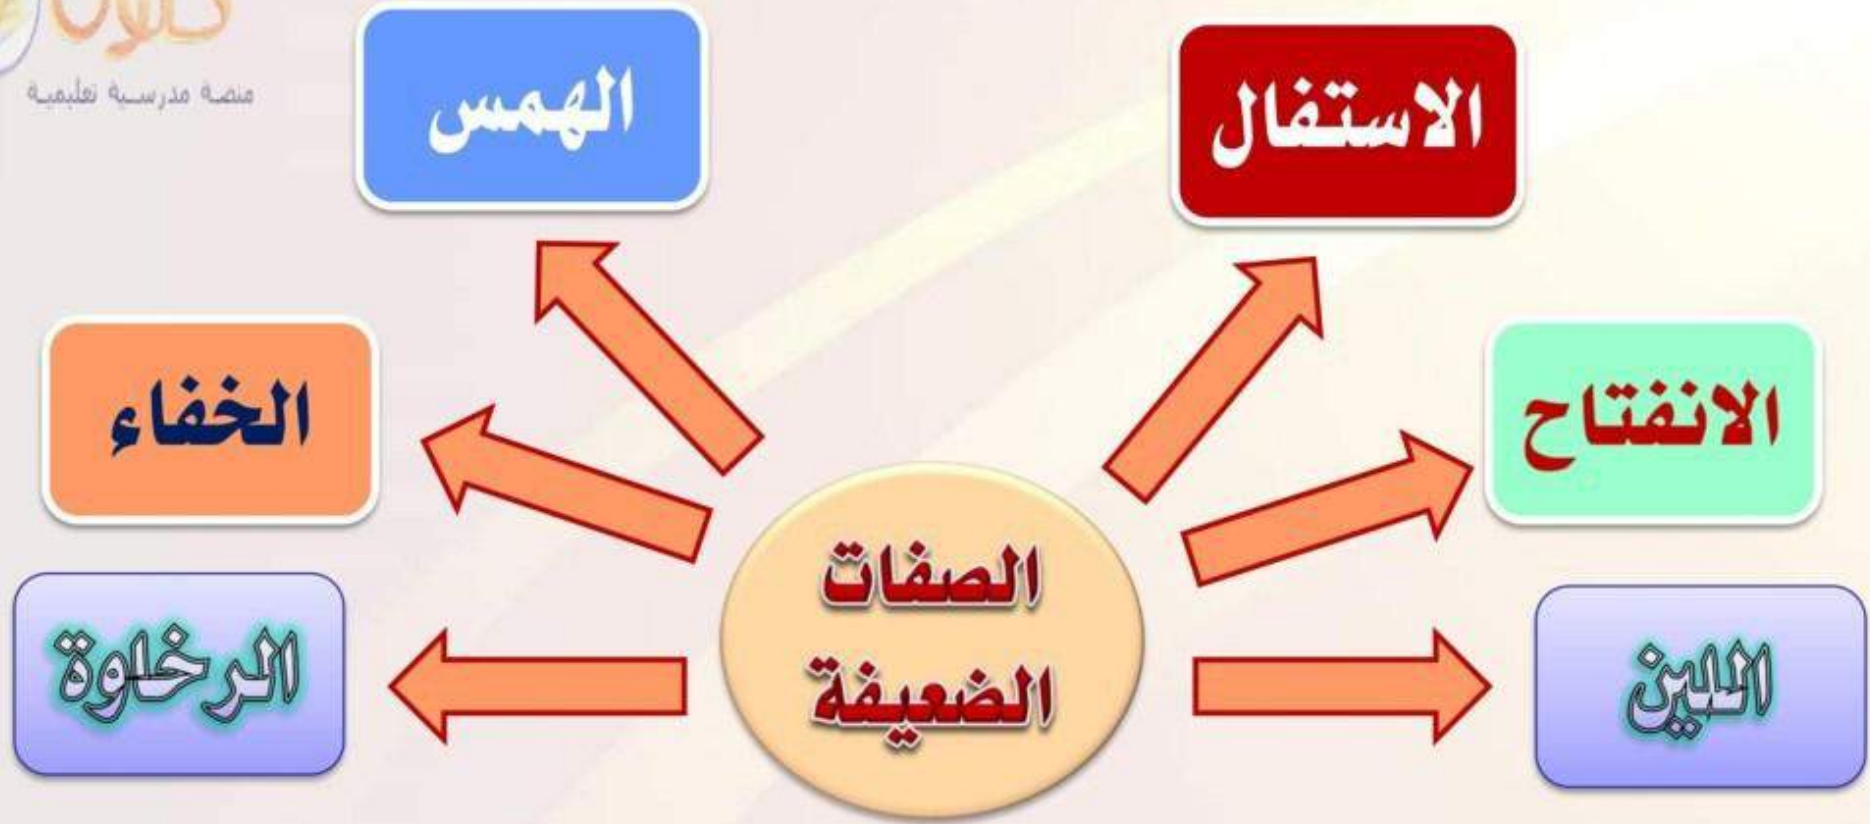 منصة مدرسية تعليمية
الاستفال
الهمس
الانفتاح
الخفاء
الصفات
الضعيفة
اللين
الرخاوة